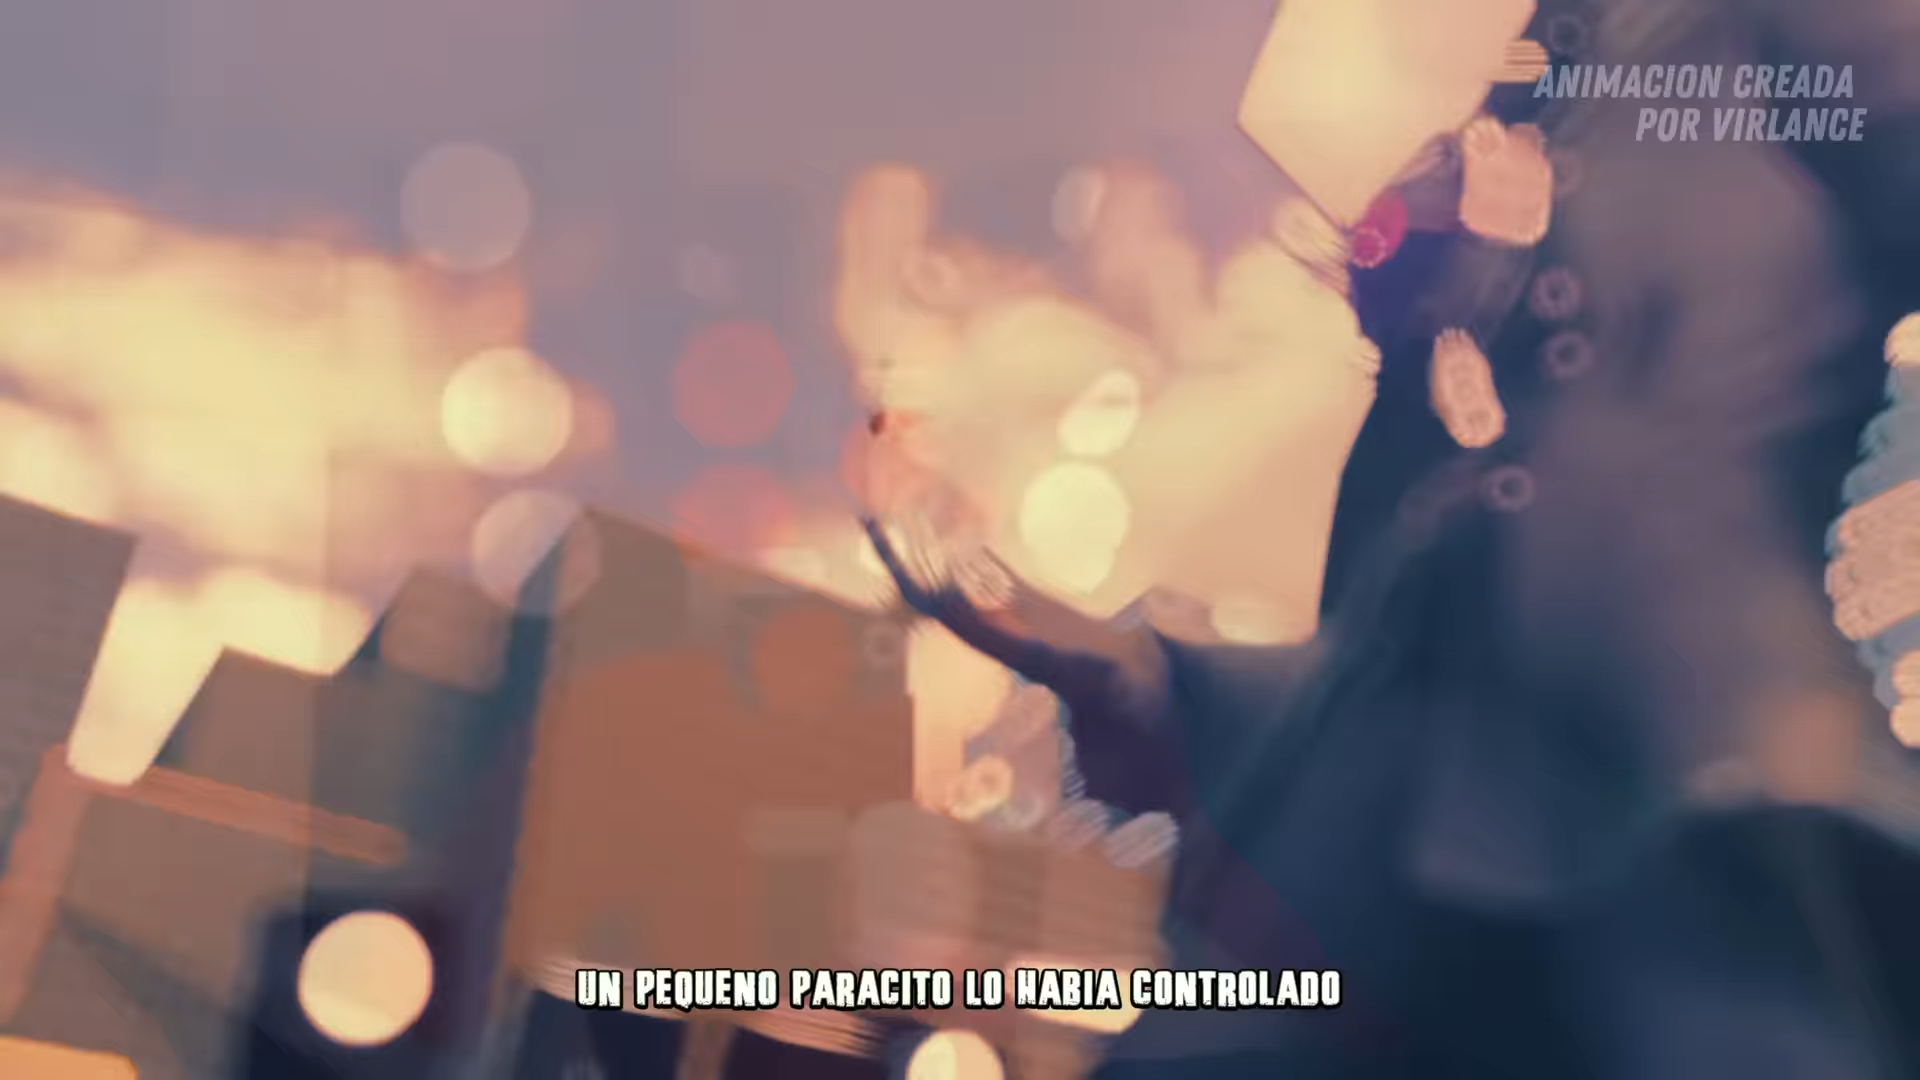 ANIMACION CREADA
POR VIRLANCE
UN PEQUENO PARACITO LO HABIA CONTROLADO